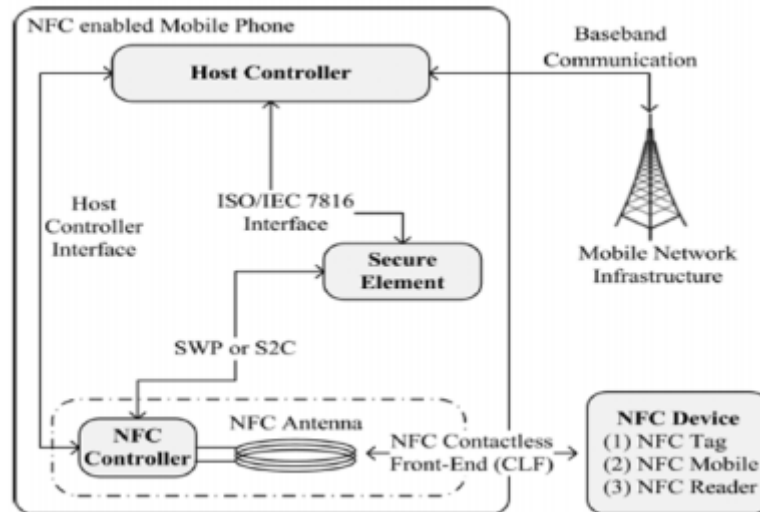 NFC enabled Mobile Phone
Host Controller
Baseband
Communication
Host
Controller
Interface
ISO/IEC 7816
Interface
Secure
Element
Mobile Network
Infrastructure
SWP or S2C
NFC
Controller
NFC Antenna
NFC Contactless
Front-End (CLF)
NFC Device
(1) NFC Tag
(2) NFC Mobile
(3) NFC Reader